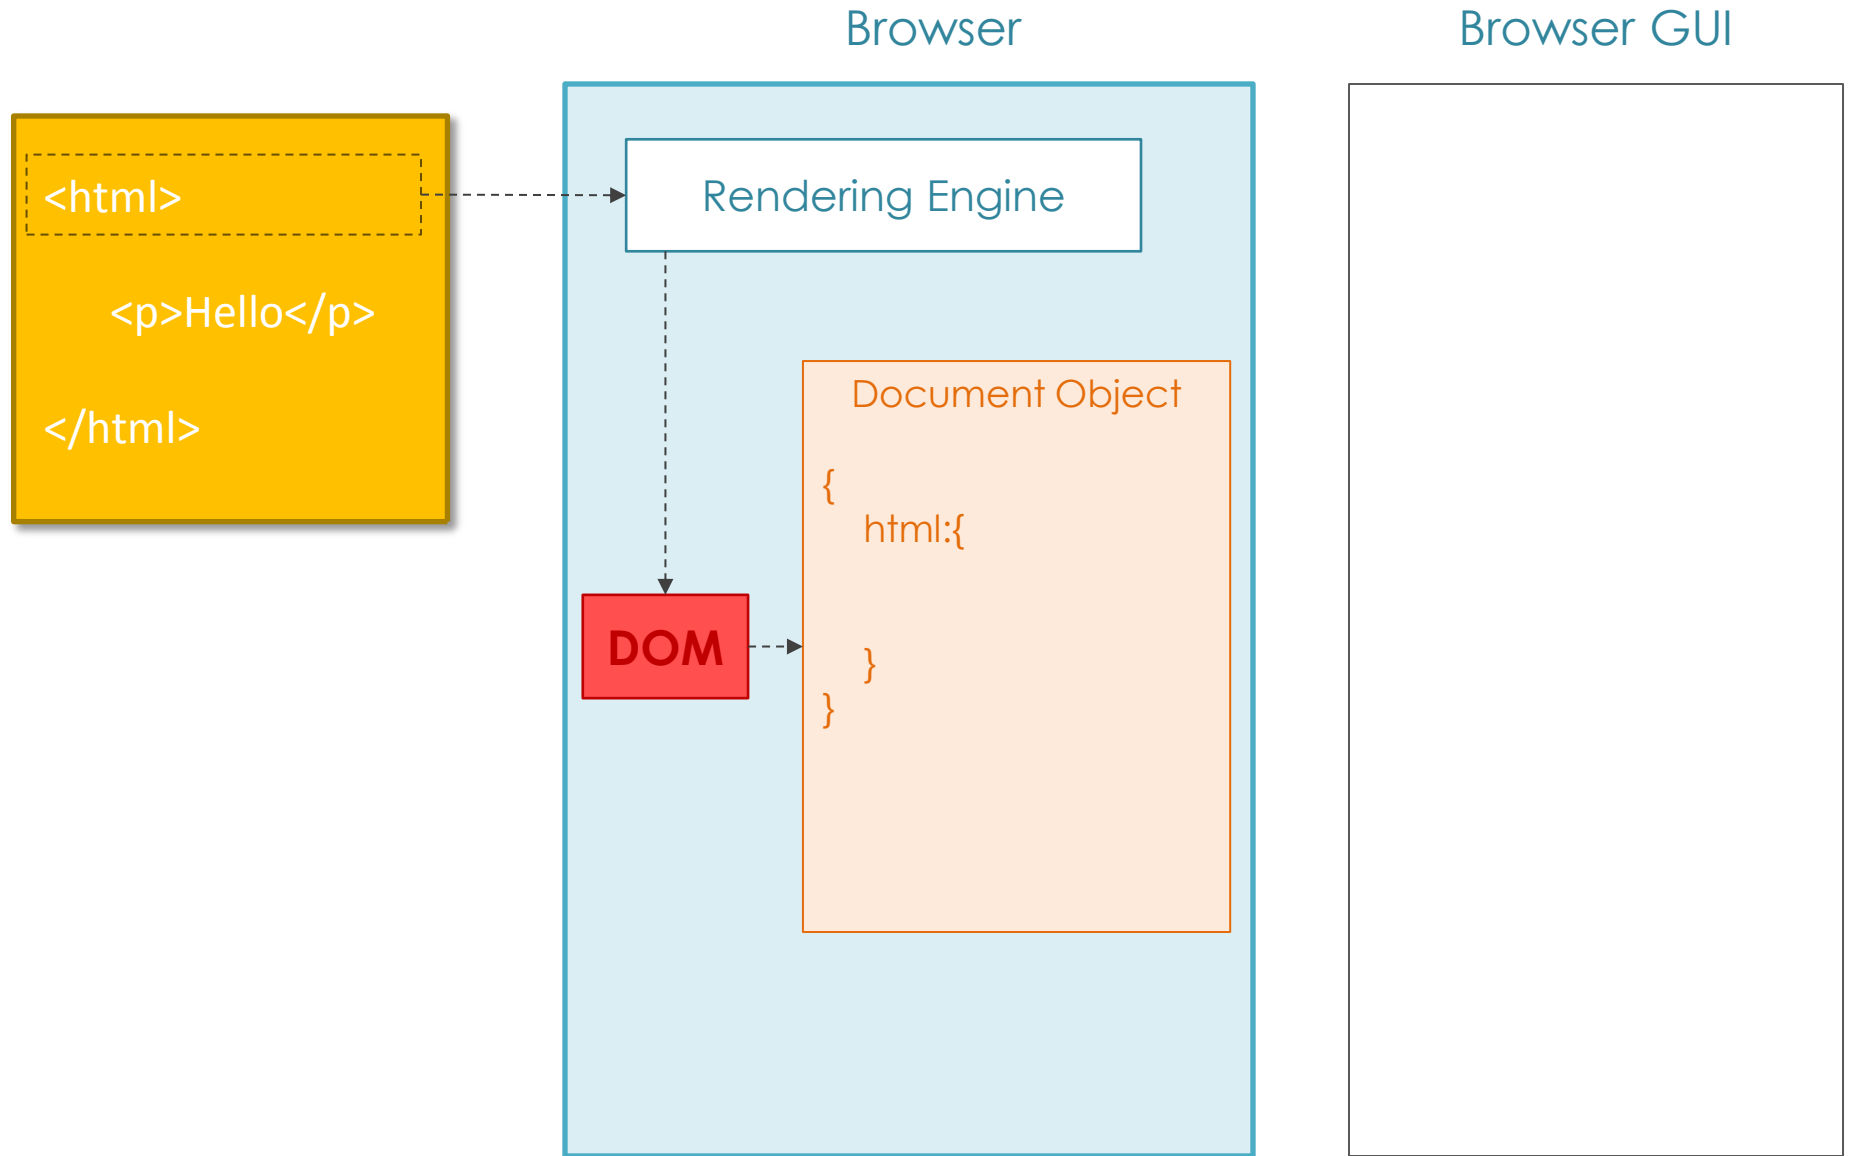 Browser
Browser GUI
<html>
<p>Hello</p>
</html>
Rendering Engine
DOM
Document Object
{
html:{
}
}